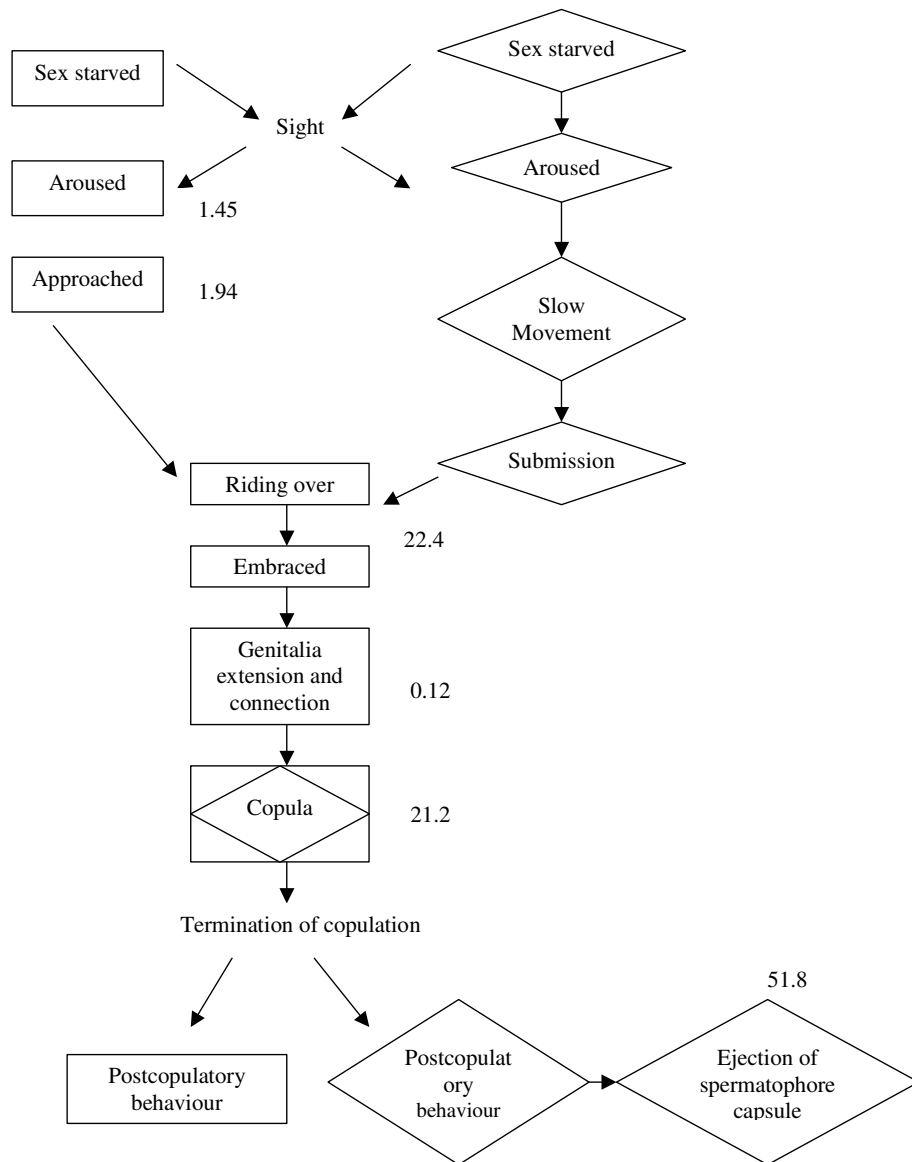 Sex starved
Sex starved
Sight
Aroused
Aroused
1.45
Approached
1.94
Slow
Movement
Submission
Riding over
22.4
Embraced
Genitalia
extension and
connection
0.12
Copula
21.2
Termination of copulation
51.8
Postcopulatory
behaviour
Postcopulat
ory
behaviour
Ejection of
spermatophore
capsule